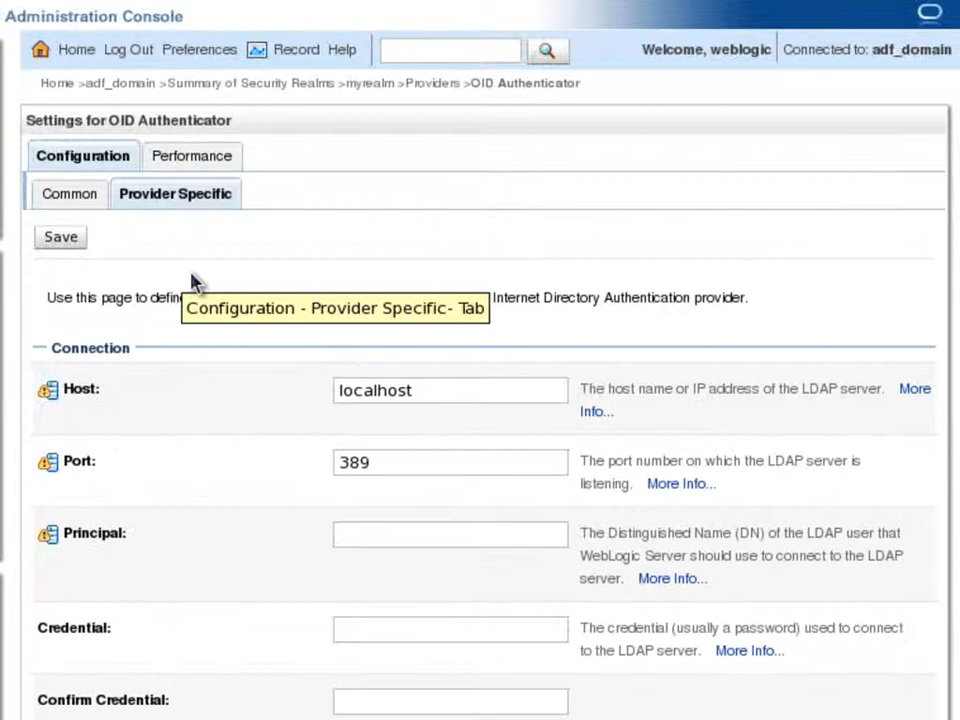 Administration Console
Home Log Out Preferences Record Help
Welcome, weblogic Connected to: adf_domain
Home >adf_domain >Summary of Security Realms >myrealm >Providers >OID Authenticator
Settings for OID Authenticator
Configuration Performance
Common Provider Specific
Save
Use this page to define Internet Directory Authentication provider.
Configuration - Provider Specific- Tab
Connection
Host: localhost The host name or IP address of the LDAP server. More
Info...
Port: 389 The port number on which the LDAP server is
listening. More Info...
Principal: The Distinguished Name (DN) of the LDAP user that
WebLogic Server should use to connect to the LDAP
server. More Info...
Credential: The credential (usually a password) used to connect
to the LDAP server. More Info...
Confirm Credential: